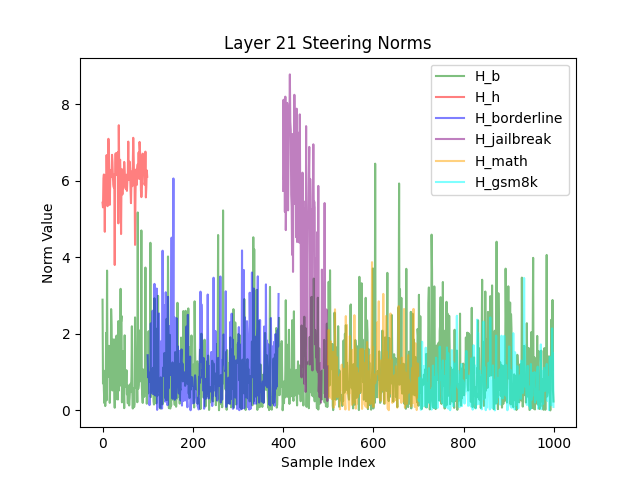 Layer 21 Steering Norms
Norm Value
8
6
4
2
0
H_b
H_h
H_borderline
H_jailbreak
H_math
H_gsm8k
0 200 400 600 800 1000
Sample Index